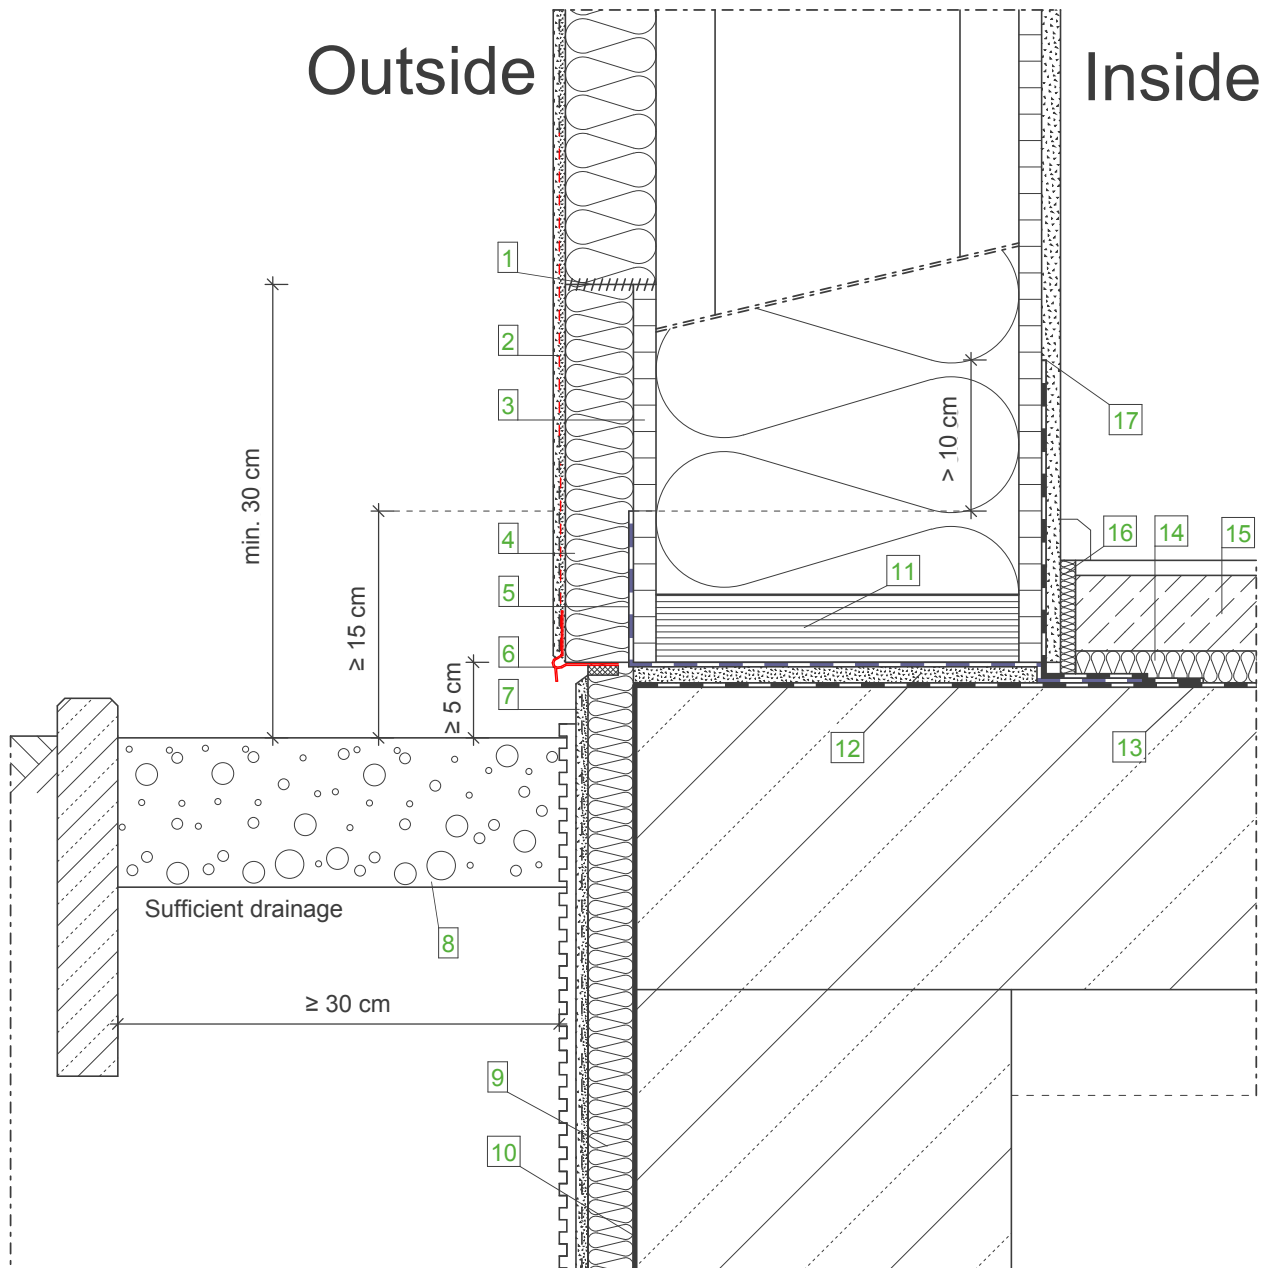 Outside
Inside
1
2
3
min. 30 cm
> 10 cm
17
4
≥ 15 cm
5
11
16
14
15
6
7
≥ 5 cm
12
13
Sufficient drainage
8
≥ 30 cm
9
10